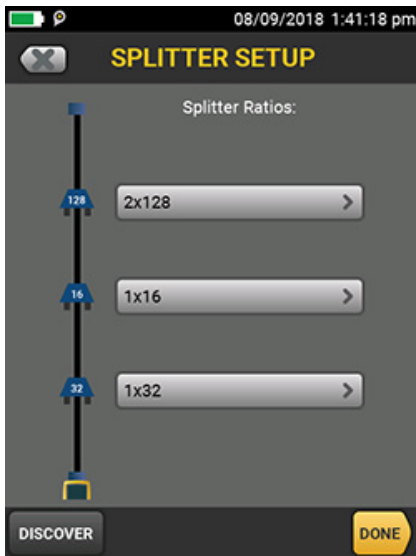 08/09/2018 1:41:18 pm
SPLITTER SETUP
Splitter Ratios:
128
2x128
16
1x16
32
1x32
DISCOVER
DONE